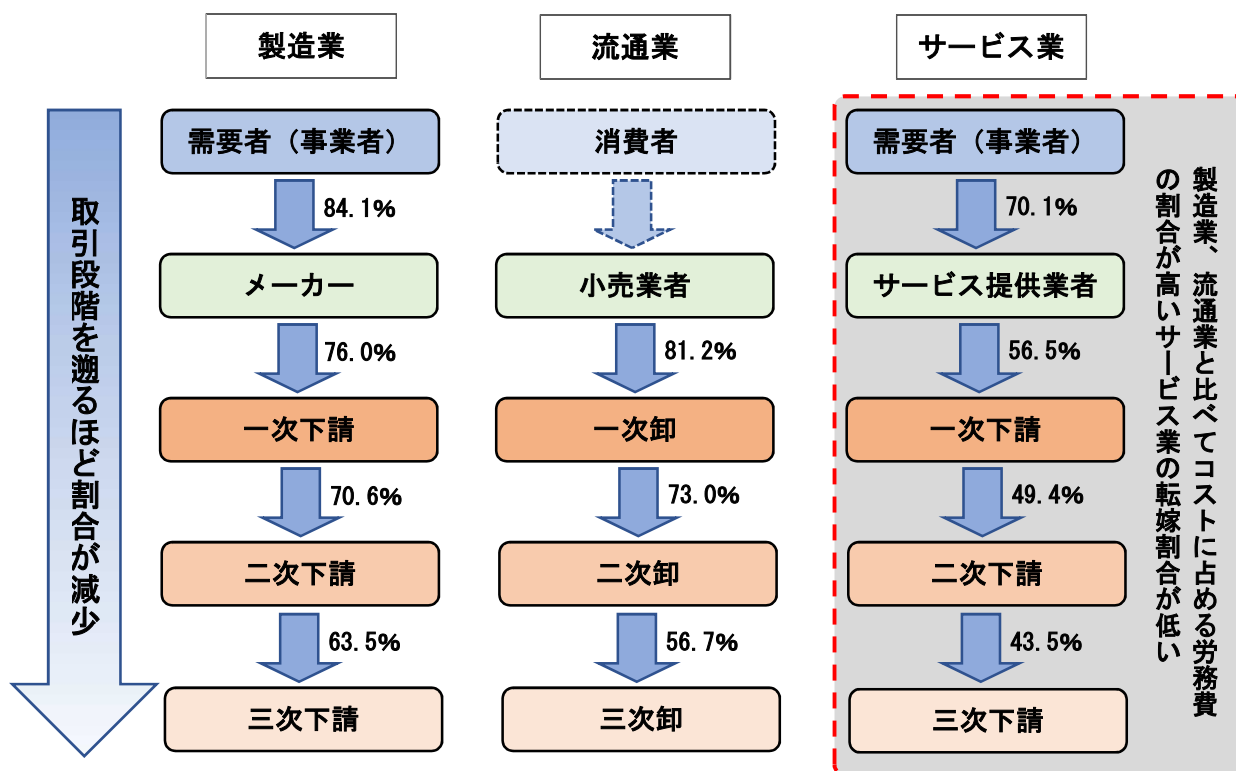 製造業
流通業
サービス業
取引段階を遡るほど割合が減少
需要者（事業者）
84.1%
メーカー
76.0%
一次下請
70.6%
二次下請
63.5%
三次下請
消費者
小売業者
81.2%
一次卸
73.0%
二次卸
56.7%
三次卸
需要者（事業者）
70.1%
サービス提供業者
56.5%
一次下請
49.4%
二次下請
43.5%
三次下請
製造業、流通業と比べてコストに占める労務費
の割合が高いサービス業の転嫁割合が低い